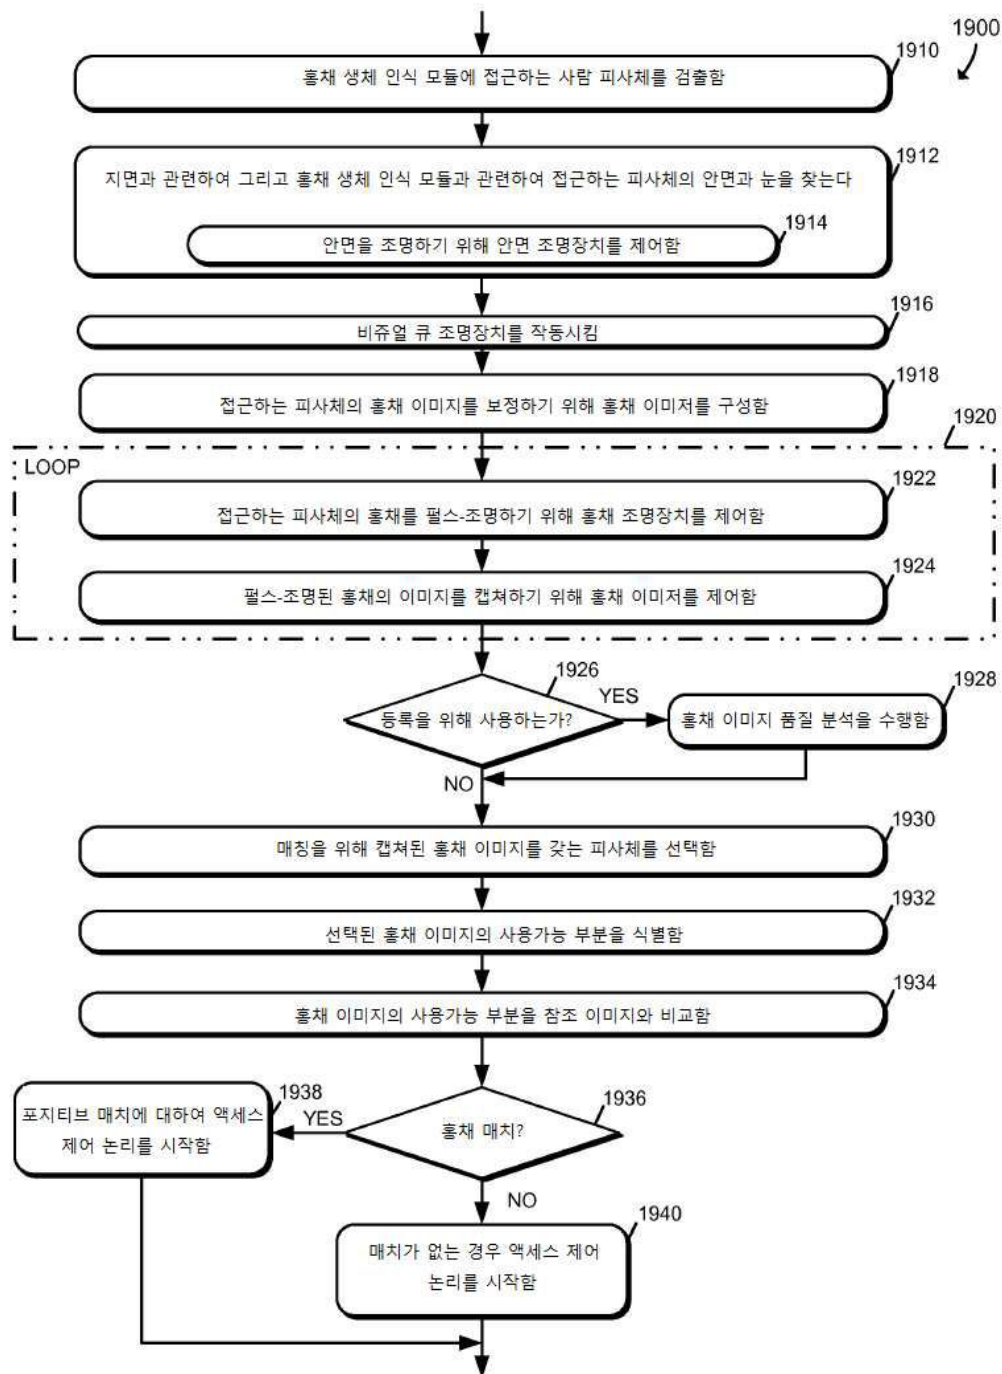 1900
1910
홍채 생체 인식 모듈에 접근하는 사람 피사체를 검출함
1912
지면과 관련하여 그리고 홍채 생체 인식 모듈과 관련하여 접근하는 피사체의 안면과 눈을 찾는다
1914
안면을 조명하기 위해 안면 조명장치를 제어함
1916
비쥬얼 큐 조명장치를 작동시킴
1918
접근하는 피사체의 홍채 이미지를 보정하기 위해 홍채 이미저를 구성함
1920
LOOP
1922
접근하는 피사체의 홍채를 펄스-조명하기 위해 홍채 조명장치를 제어함
1924
펄스-조명된 홍채의 이미지를 캡쳐하기 위해 홍채 이미저를 제어함
1926
등록을 위해 사용하는가?
YES
1928
홍채 이미지 품질 분석을 수행함
NO
1930
매칭을 위해 캡쳐된 홍채 이미지를 갖는 피사체를 선택함
1932
선택된 홍채 이미지의 사용가능 부분을 식별함
1934
홍채 이미지의 사용가능 부분을 참조 이미지와 비교함
1936
홍채 매치?
YES
1938
포지티브 매치에 대하여 액세스
제어 논리를 시작함
NO
1940
매치가 없는 경우 액세스 제어
논리를 시작함